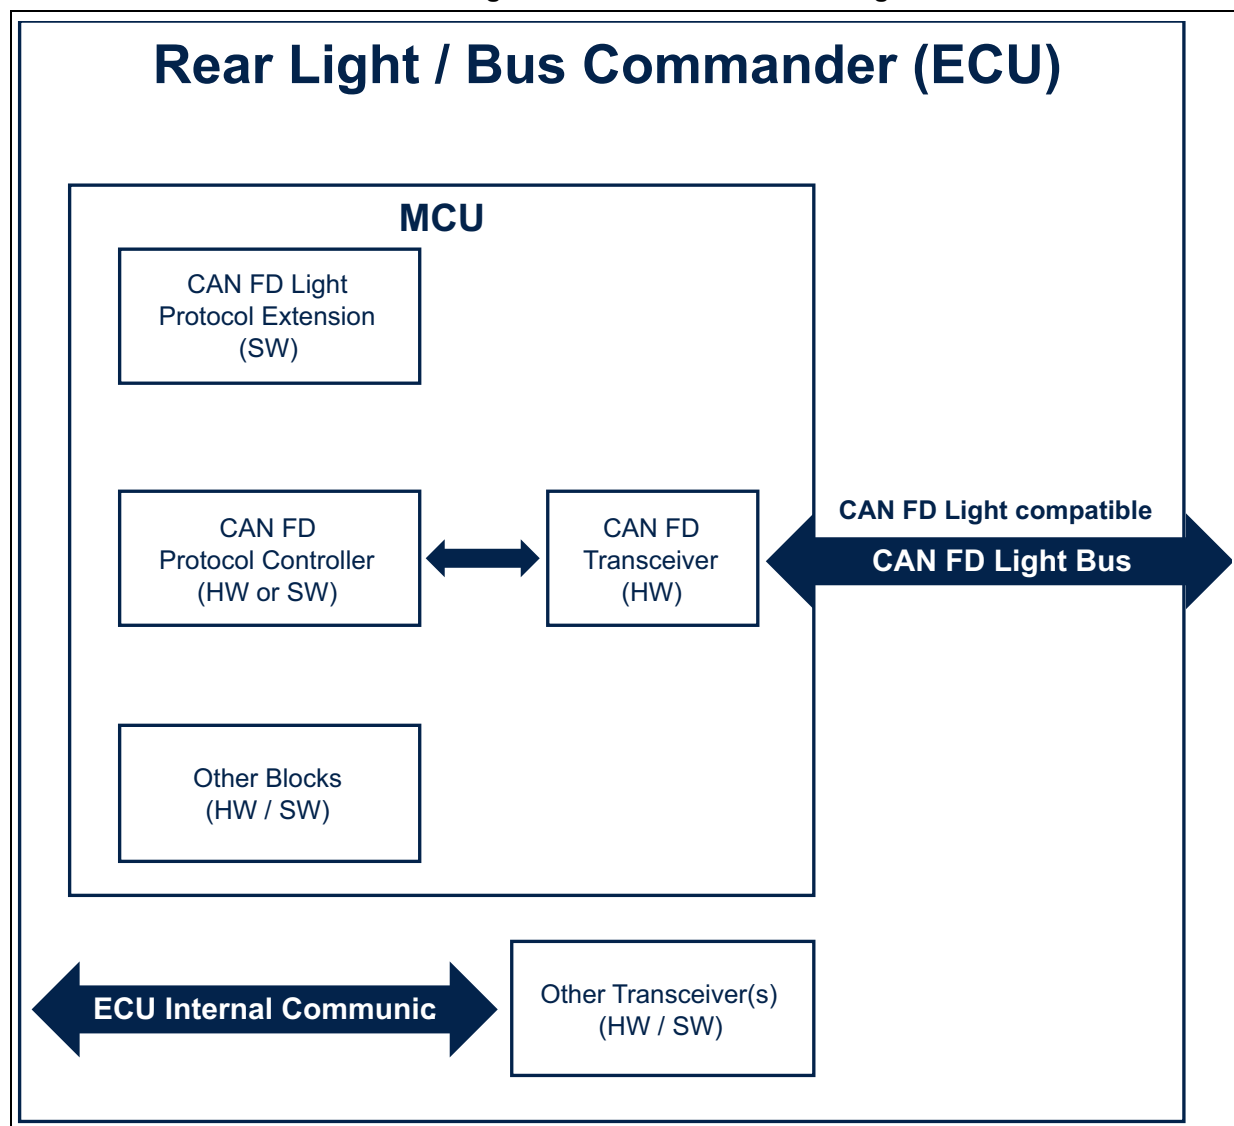 Rear Light / Bus Commander (ECU)
MCU
CAN FD Light
Protocol Extension
(SW)
CAN FD
Protocol Controller
(HW or SW)
CAN FD
Transceiver
(HW)
CAN FD Light compatible
CAN FD Light Bus
Other Blocks
(HW / SW)
ECU Internal Communic
Other Transceiver(s)
(HW / SW)